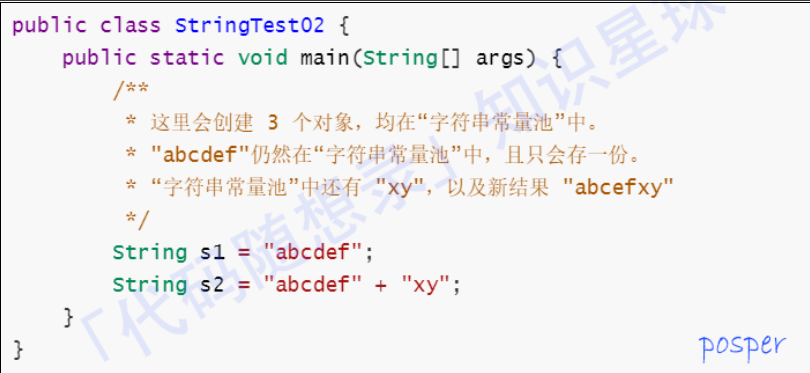 public class StringTest02 {
public static void main(String[] args) {
/**
* 这里会创建 3 个对象，均在“字符串常量池”中。
* "abcdef"仍然在“字符串常量池”中，且只会存一份。
* “字符串常量池”中还有 "xy"，以及新结果 "abcefxy"
*/
String s1 = "abcdef";
String s2 = "abcdef" + "xy";
}
}
「代码随想录」知识星球
posper